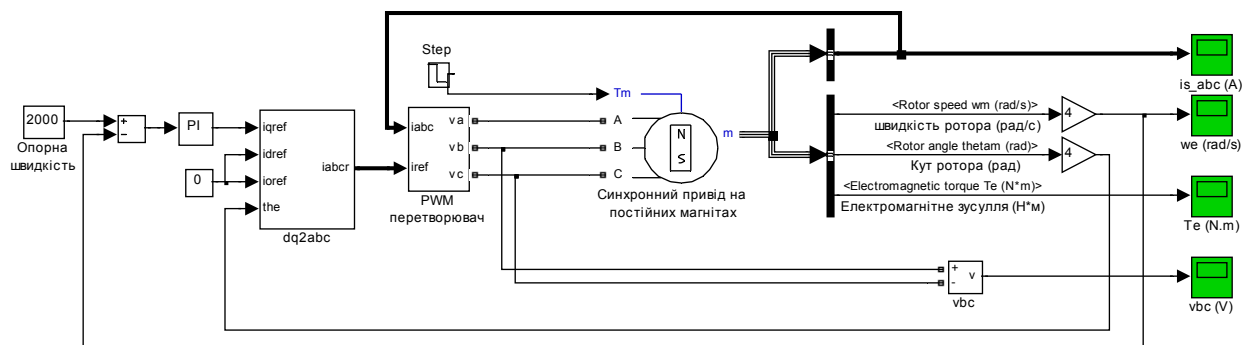 Step
is_abc (A)
Tm
2000
+
−
Опорна
швидкість
PI
0
iqref
idref
ioref
the
iabcr
dq2abc
iabc
iref
va
vb
vc
PWM
перетворювач
A
B
C
N
S
m
Синхронний привід на
постійних магнітах
<Rotor speed wm (rad/s)>
швидкість ротора (рад/с)
<Rotor angle thetam (rad)
Кут ротора (рад)
<Electromagnetic torque Te (N*m)>
Електромагнітне зусулля (Н*м)
4
4
we (rad/s)
Te (N.m)
+
-
v
vbc
vbc (V)